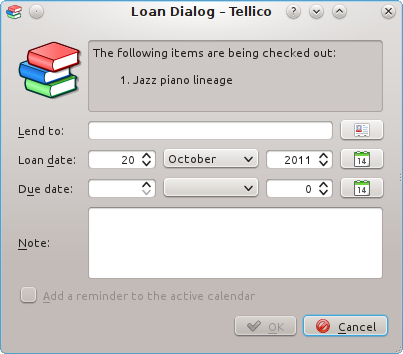 Loan Dialog - Tellico
The following items are being checked out:
1. Jazz piano lineage
Lend to:
Loan date: 20 October 2011 14
Due date: 0 14
Note:
Add a reminder to the active calendar
OK Cancel